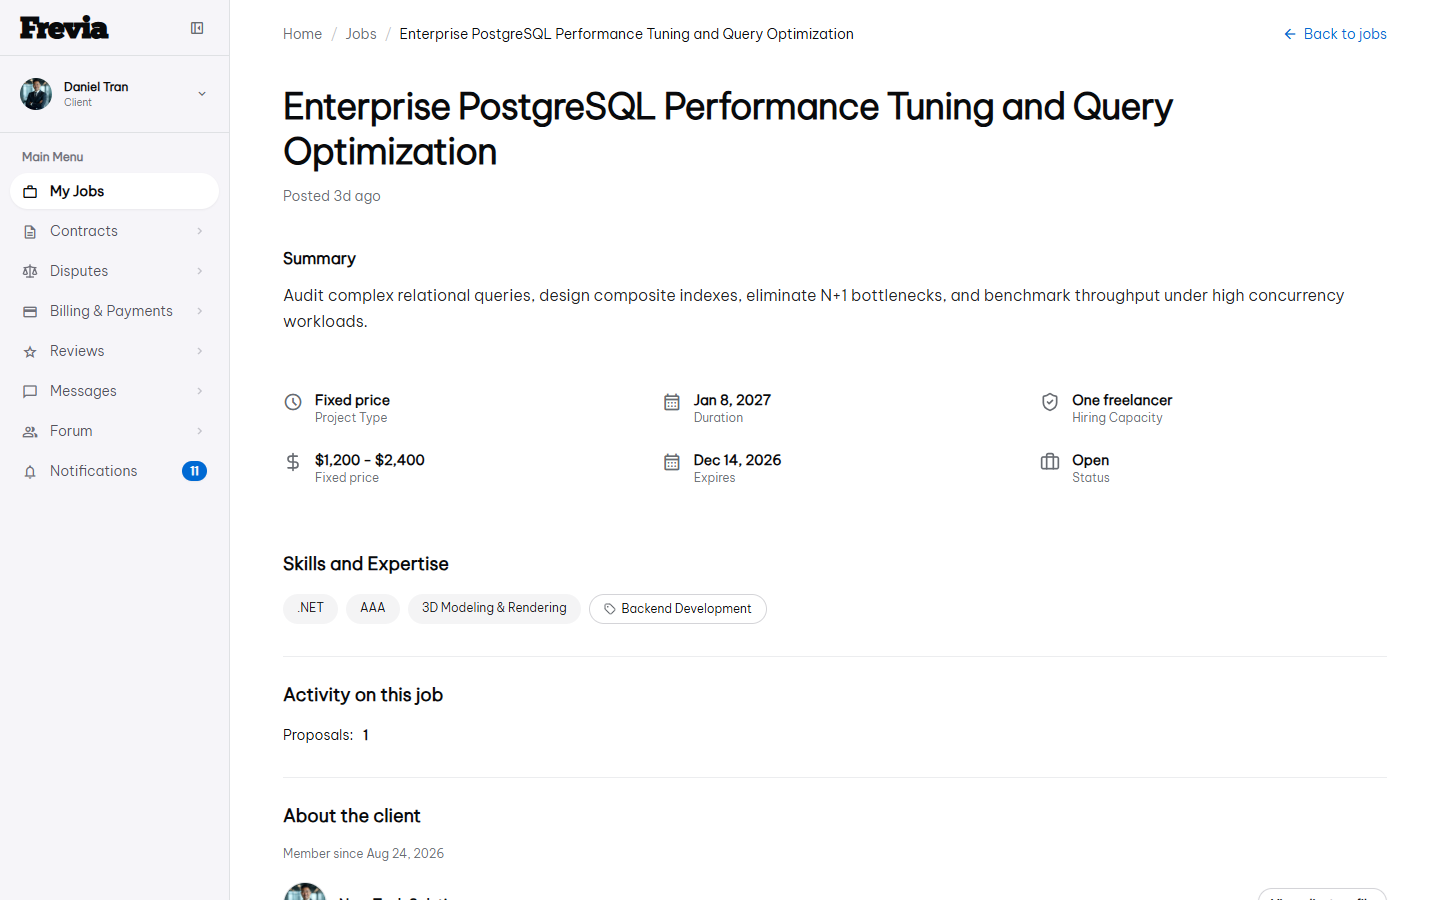 Frevia
Daniel Tran
Client
Main Menu
My Jobs
Contracts
Disputes
Billing & Payments
Reviews
Messages
Forum
Notifications
11
Home / Jobs / Enterprise PostgreSQL Performance Tuning and Query Optimization
Back to jobs
Enterprise PostgreSQL Performance Tuning and Query
Optimization
Posted 3d ago
Summary
Audit complex relational queries, design composite indexes, eliminate N+1 bottlenecks, and benchmark throughput under high concurrency
workloads.
Fixed price
Project Type
Jan 8, 2027
Duration
One freelancer
Hiring Capacity
$1,200 - $2,400
Fixed price
Dec 14, 2026
Expires
Open
Status
Skills and Expertise
.NET
AAA
3D Modeling & Rendering
Backend Development
Activity on this job
Proposals: 1
About the client
Member since Aug 24, 2026